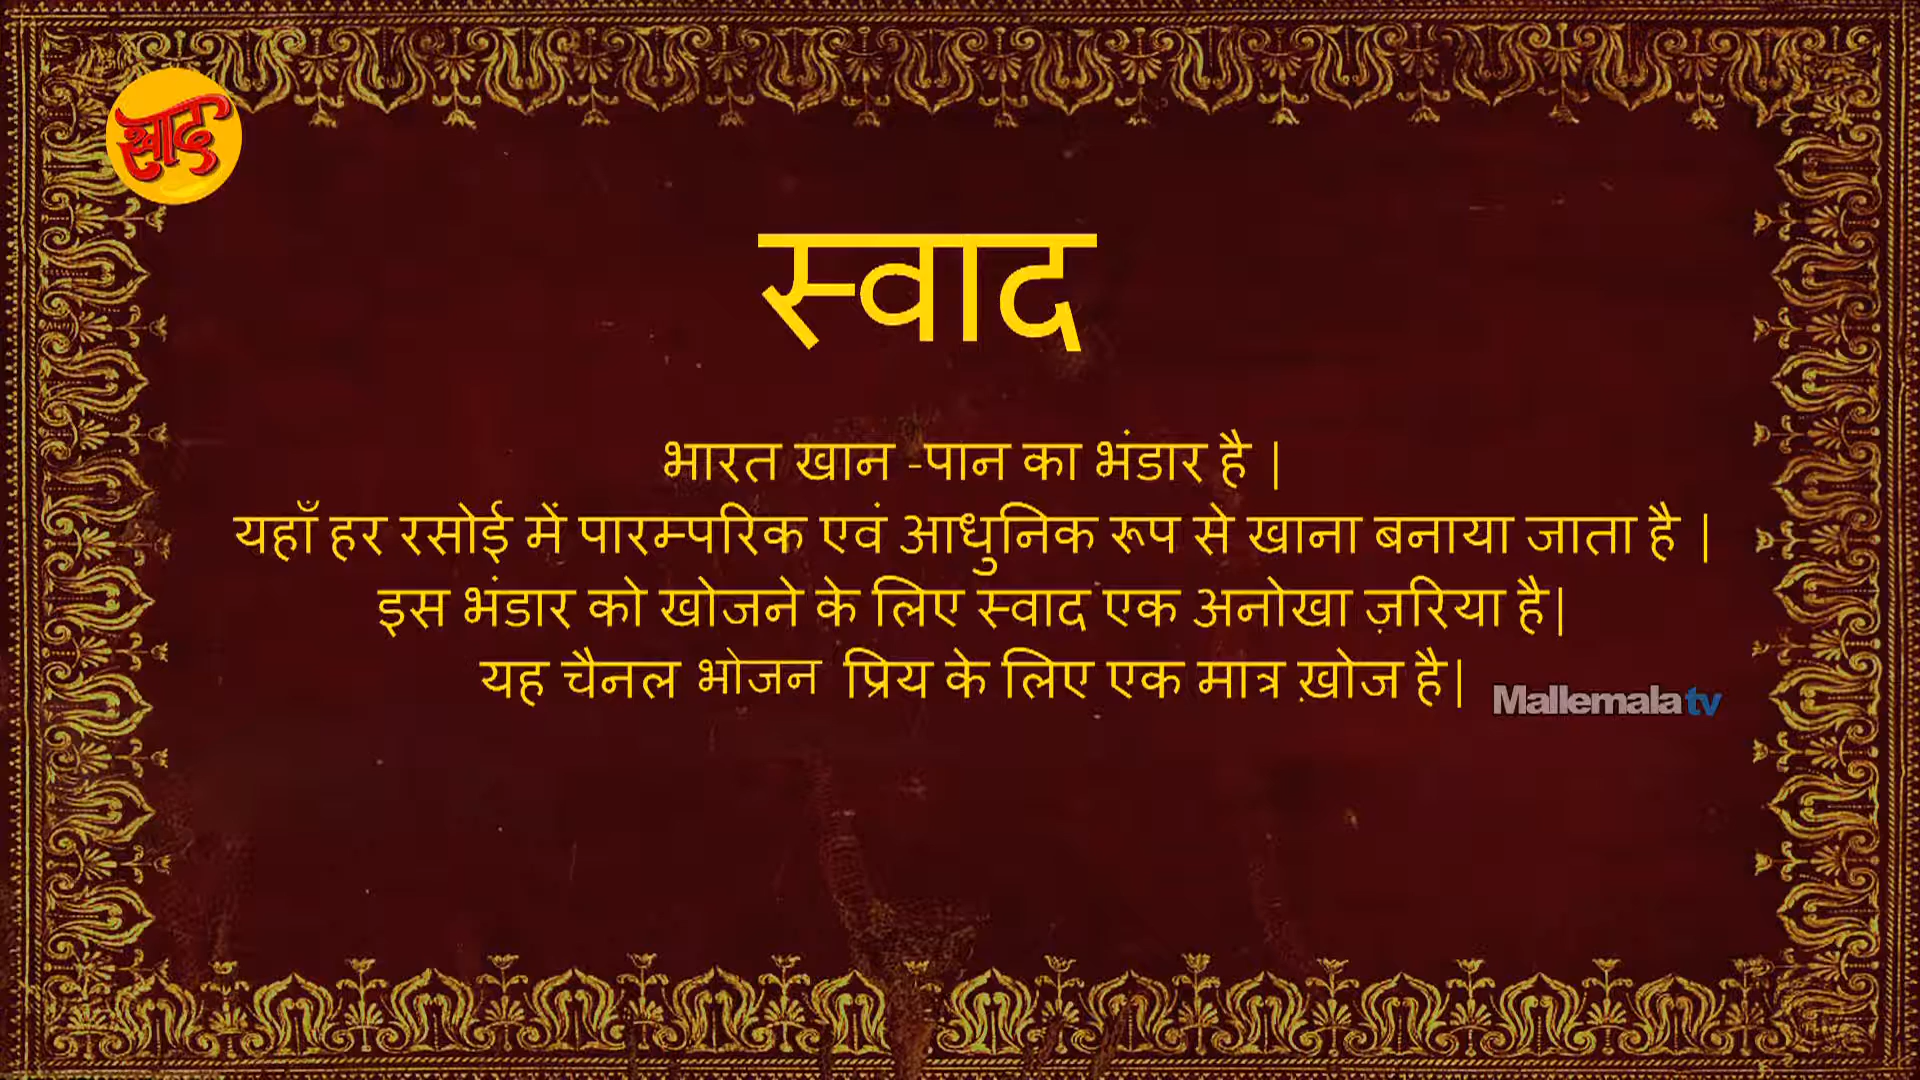 स्वाद
स्वाद
भारत खान -पान का भंडार है |
यहाँ हर रसोई में पारम्परिक एवं आधुनिक रूप से खाना बनाया जाता है |
इस भंडार को खोजने के लिए स्वाद एक अनोखा ज़रिया है|
यह चैनल भोजन प्रिय के लिए एक मात्र ख़ोज है|
Mallemalatv